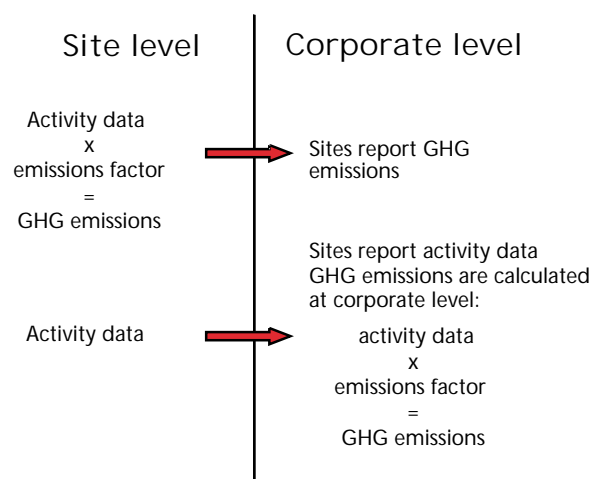 Site level
Corporate level
Activity data
x
emissions factor
=
GHG emissions
Sites report GHG
emissions
Sites report activity data
GHG emissions are calculated
at corporate level:
Activity data
activity data
x
emissions factor
=
GHG emissions